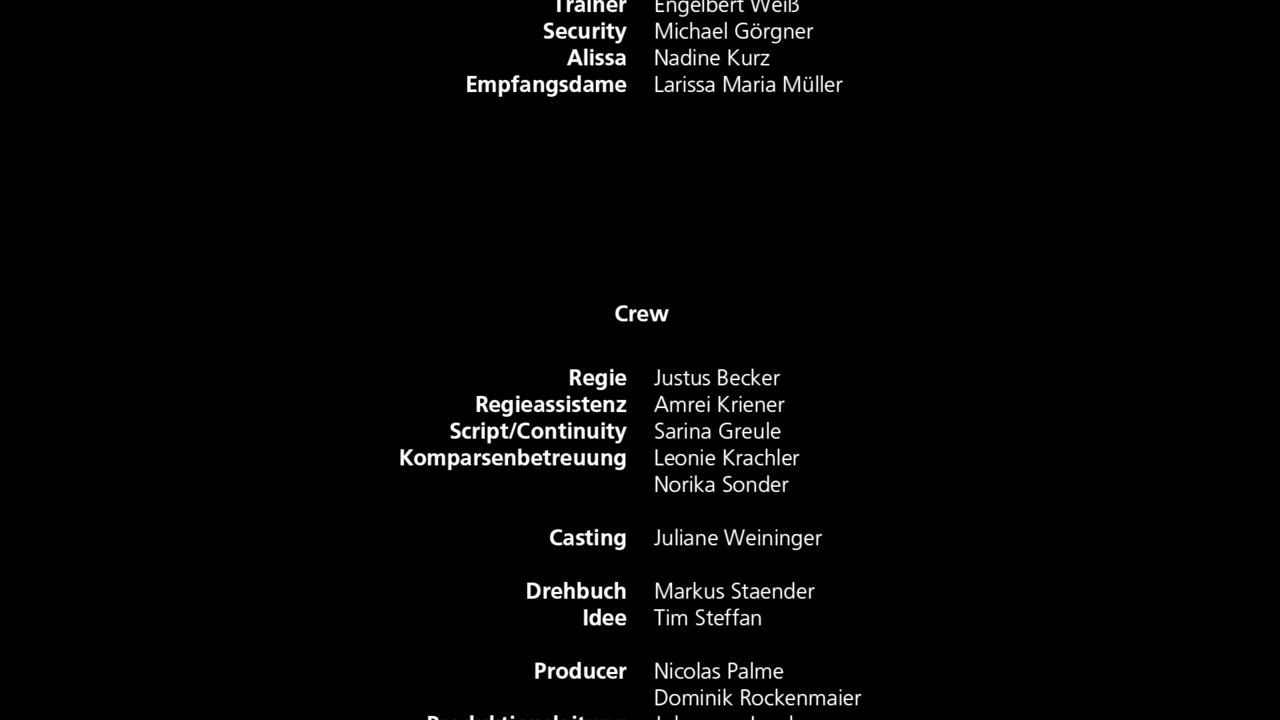 Trainer Engelbert Weiß
Security Michael Görgner
Alissa Nadine Kurz
Empfangsdame Larissa Maria Müller
Crew
Regie Justus Becker
Regieassistenz Amrei Kriener
Script/Continuity Sarina Greule
Komparsenbetreuung Leonie Krachler
Norika Sonder
Casting Juliane Weininger
Drehbuch Markus Staender
Idee Tim Steffan
Producer Nicolas Palme
Dominik Rockenmaier